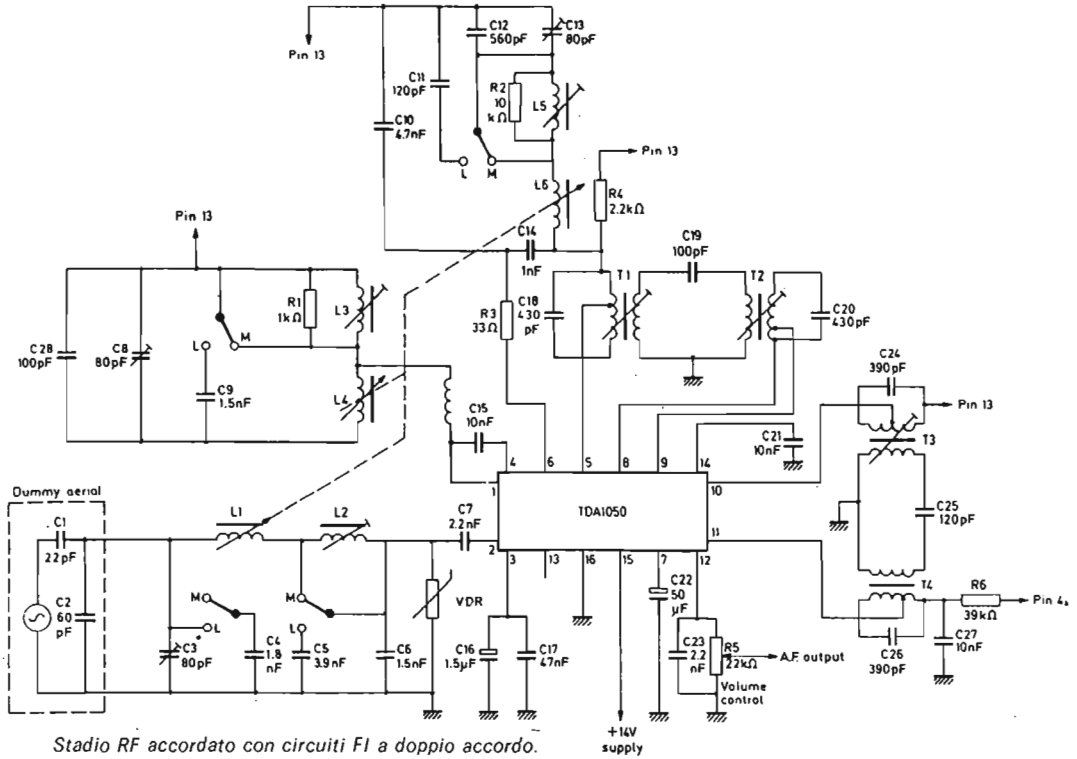 Pin 13
C12
560pF
C13
80pF
C11
120pF
R2
10
kΩ
L5
C10
4.7nF
L
M
Pin 13
L6
R4
2.2kΩ
Pin 13
C14
1nF
C19
100pF
T1
T2
R1
1kΩ
L3
R3
33Ω
C18
430
pF
C20
430pF
C28
100pF
C8
80pF
L
M
C24
390pF
C9
1.5nF
L4
Pin 13
C15
10nF
C21
10nF
T3
4
6
5
8
9
14
Dummy aerial
1
10
C1
22pF
L1
L2
C7
2.2nF
TDA1050
C25
120pF
2
11
3
13
16
15
7
12
C2
60
pF
VDR
C22
50
µF
T4
R6
39kΩ
Pin 4
M
M
L
L
C3
80pF
C4
1.8
nF
C5
3.9nF
C6
1.5nF
C16
1.5µF
C17
47nF
C23
2.2
nF
R5
22kΩ
A.F. output
C27
10nF
C26
390pF
Volume
control
+14V
supply
Stadio RF accordato con circuiti FI a doppio accordo.